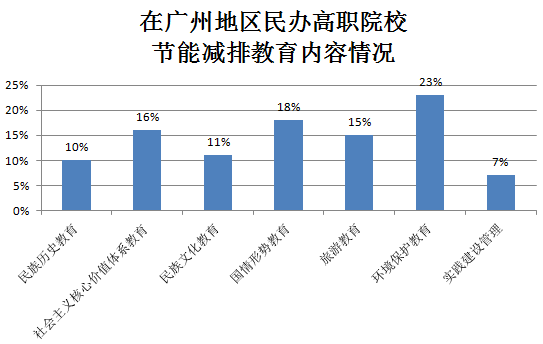 在广州地区民办高职院校
节能减排教育内容情况
25%
20%
15%
10%
5%
0%
10%
16%
11%
18%
15%
23%
7%
民族历史教育
社会主义核心价值体系教育
民族文化教育
国情形势教育
旅游教育
环境保护教育
实践建设管理